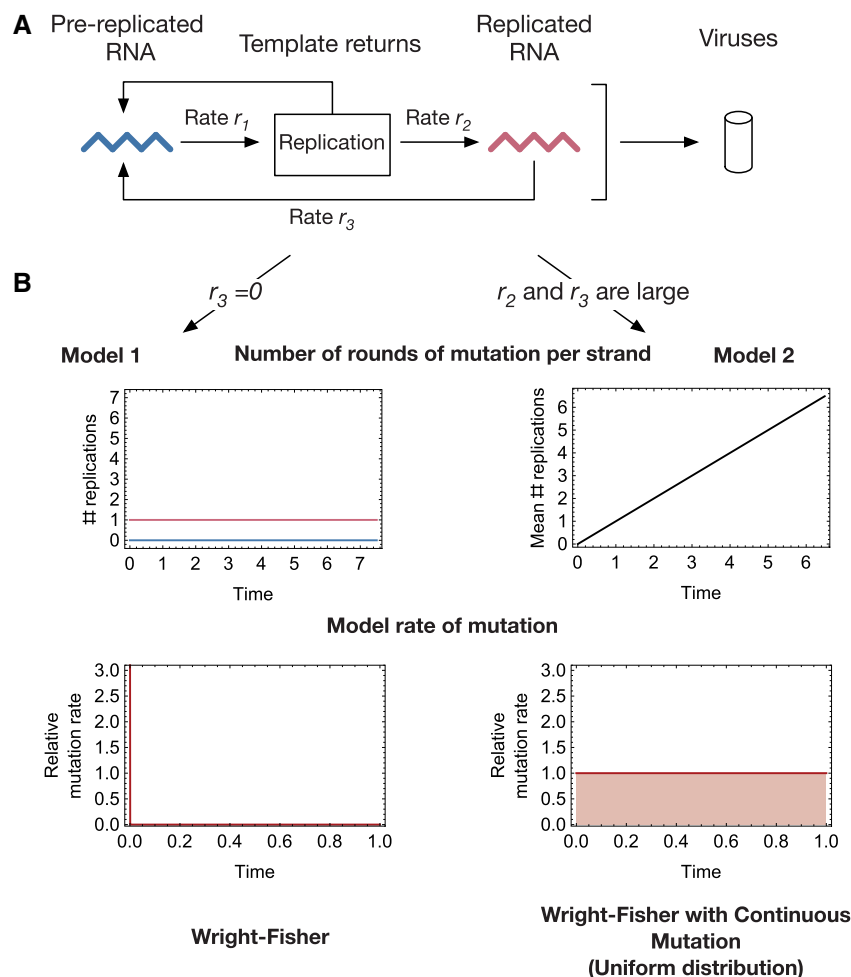 A
Pre-replicated
RNA
Template returns
Replicated
RNA
Viruses
Rate r1
Replication
Rate r2
Rate r3
B
r3 =0
r2 and r3 are large
Model 1
Number of rounds of mutation per strand
Model 2
# replications
7
6
5
4
3
2
1
0
0 1 2 3 4 5 6 7
Time
Mean # replications
6
5
4
3
2
1
0
0 1 2 3 4 5 6
Time
Model rate of mutation
Relative
mutation rate
3.0
2.5
2.0
1.5
1.0
0.5
0.0
0.0 0.2 0.4 0.6 0.8 1.0
Time
Relative
mutation rate
3.0
2.5
2.0
1.5
1.0
0.5
0.0
0.0 0.2 0.4 0.6 0.8 1.0
Time
Wright-Fisher
Wright-Fisher with Continuous
Mutation
(Uniform distribution)